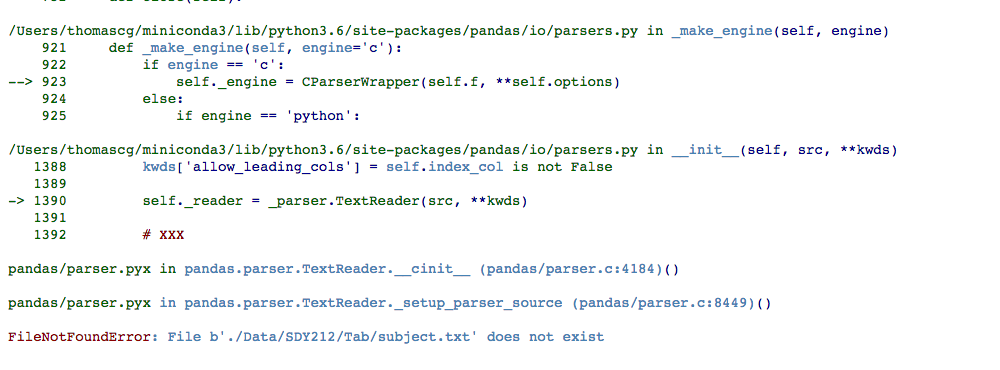 /Users/thomascg/miniconda3/lib/python3.6/site-packages/pandas/io/parsers.py in _make_engine(self, engine)
921 def _make_engine(self, engine='c'):
922 if engine == 'c':
--> 923 self._engine = CParserWrapper(self.f, **self.options)
924 else:
925 if engine == 'python':
/Users/thomascg/miniconda3/lib/python3.6/site-packages/pandas/io/parsers.py in __init__(self, src, **kwds)
1388 kwds['allow_leading_cols'] = self.index_col is not False
1389
-> 1390 self._reader = _parser.TextReader(src, **kwds)
1391
1392 # XXX
pandas/parser.pyx in pandas.parser.TextReader.__cinit__ (pandas/parser.c:4184)()
pandas/parser.pyx in pandas.parser.TextReader._setup_parser_source (pandas/parser.c:8449)()
FileNotFoundError: File b'./Data/SDY212/Tab/subject.txt' does not exist